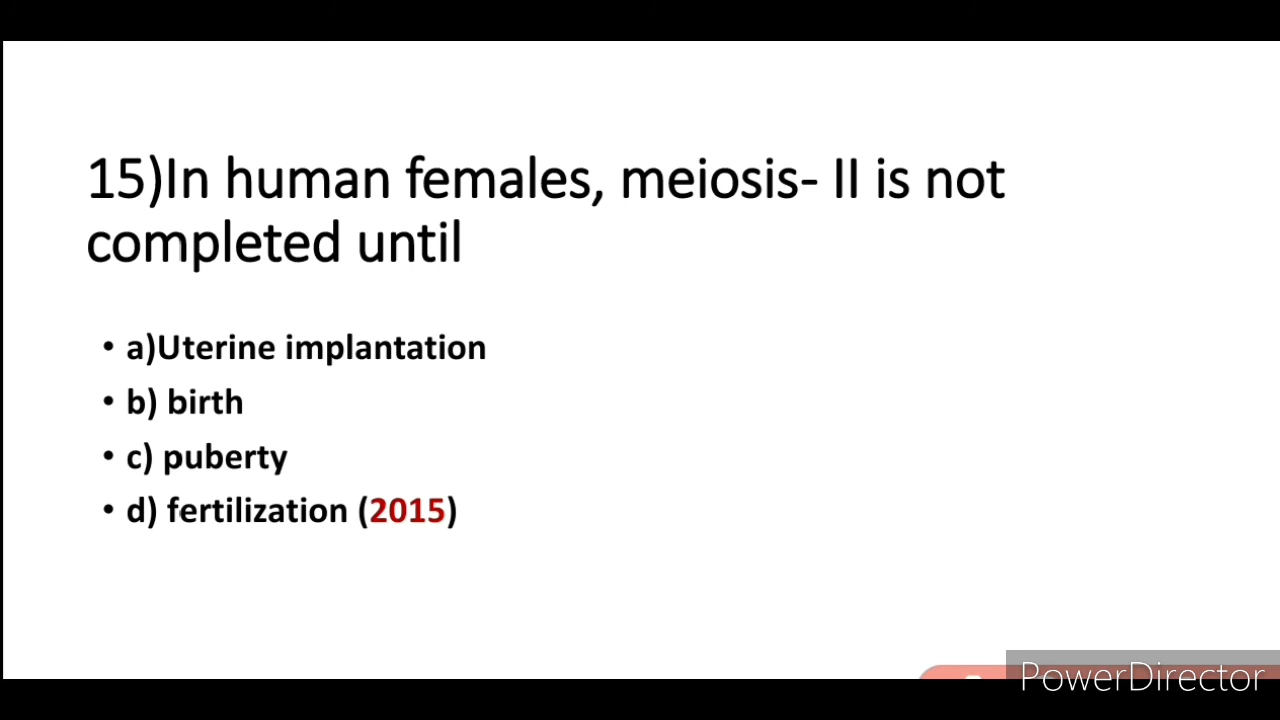 15)In human females, meiosis- II is not
completed until
• a)Uterine implantation
• b) birth
• c) puberty
• d) fertilization (2015)
PowerDirector